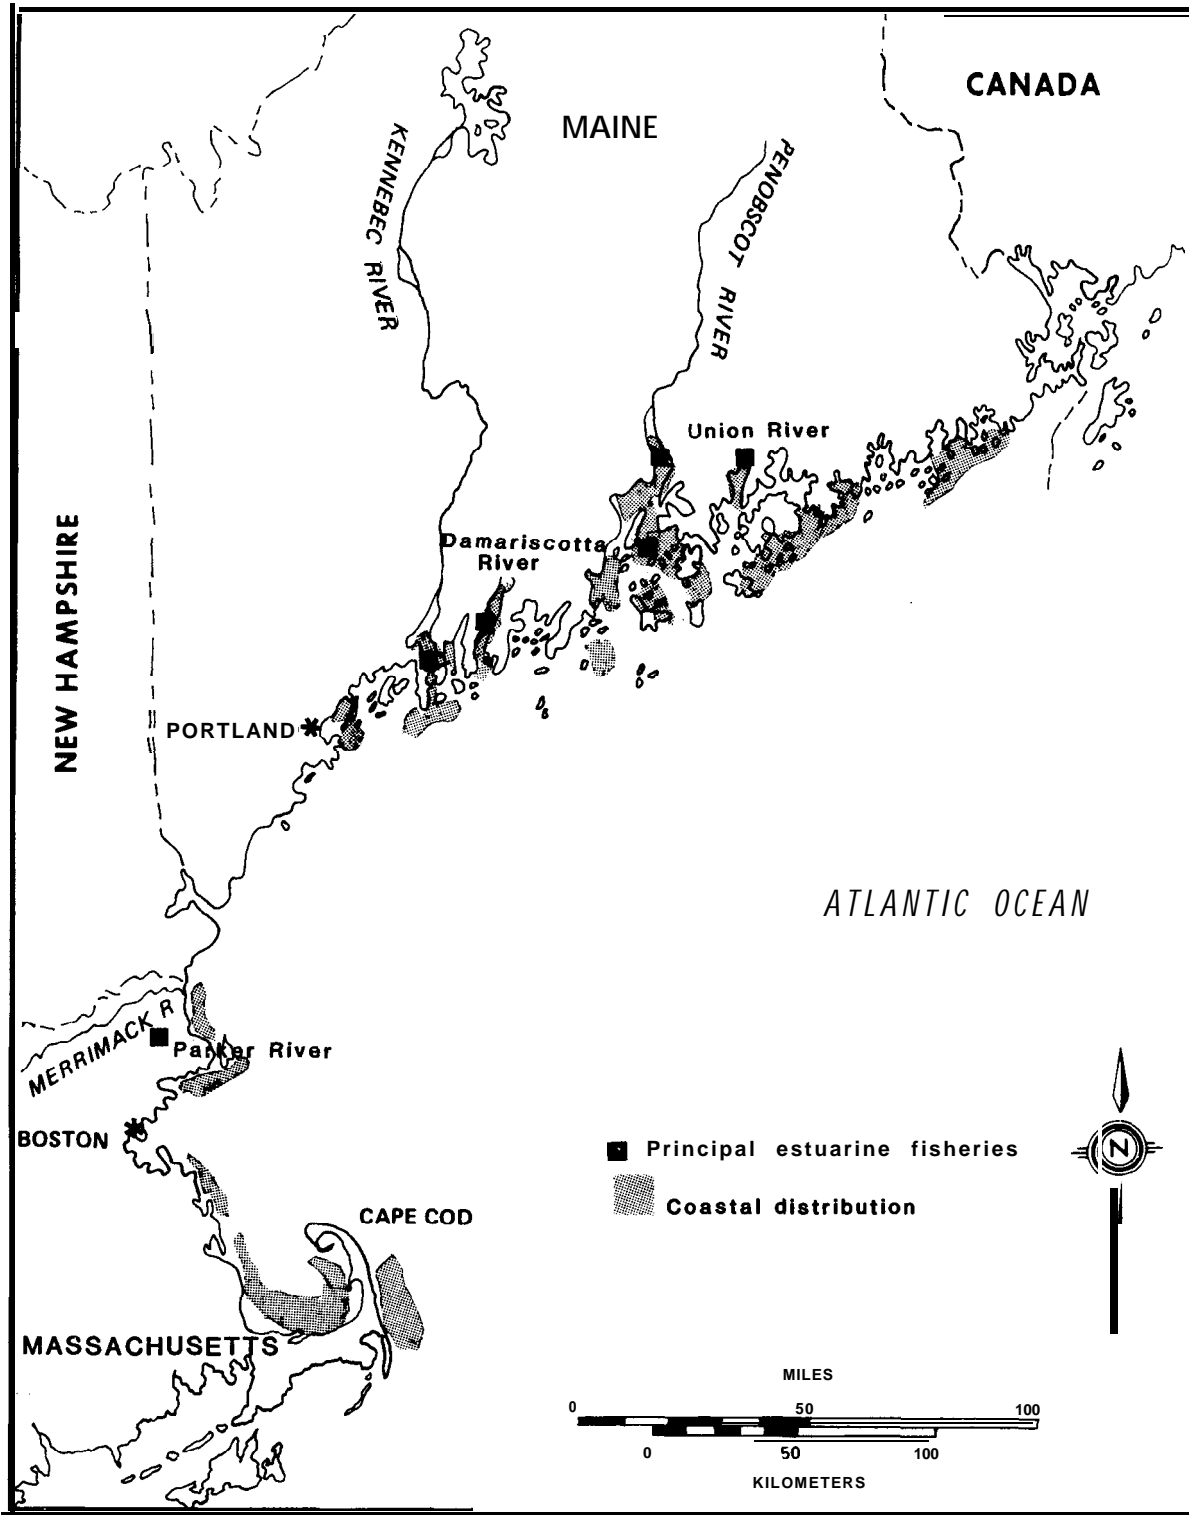 CANADA
MAINE
KENNEBEC RIVER
PENOBSCOT RIVER
Union River
Damariscotta
River
NEW HAMPSHIRE
PORTLAND
ATLANTIC OCEAN
MERRIMACK R
Parker River
BOSTON
Principal estuarine fisheries
N
Coastal distribution
CAPE COD
MASSACHUSETTS
MILES
0 50 100
0 50 100
KILOMETERS